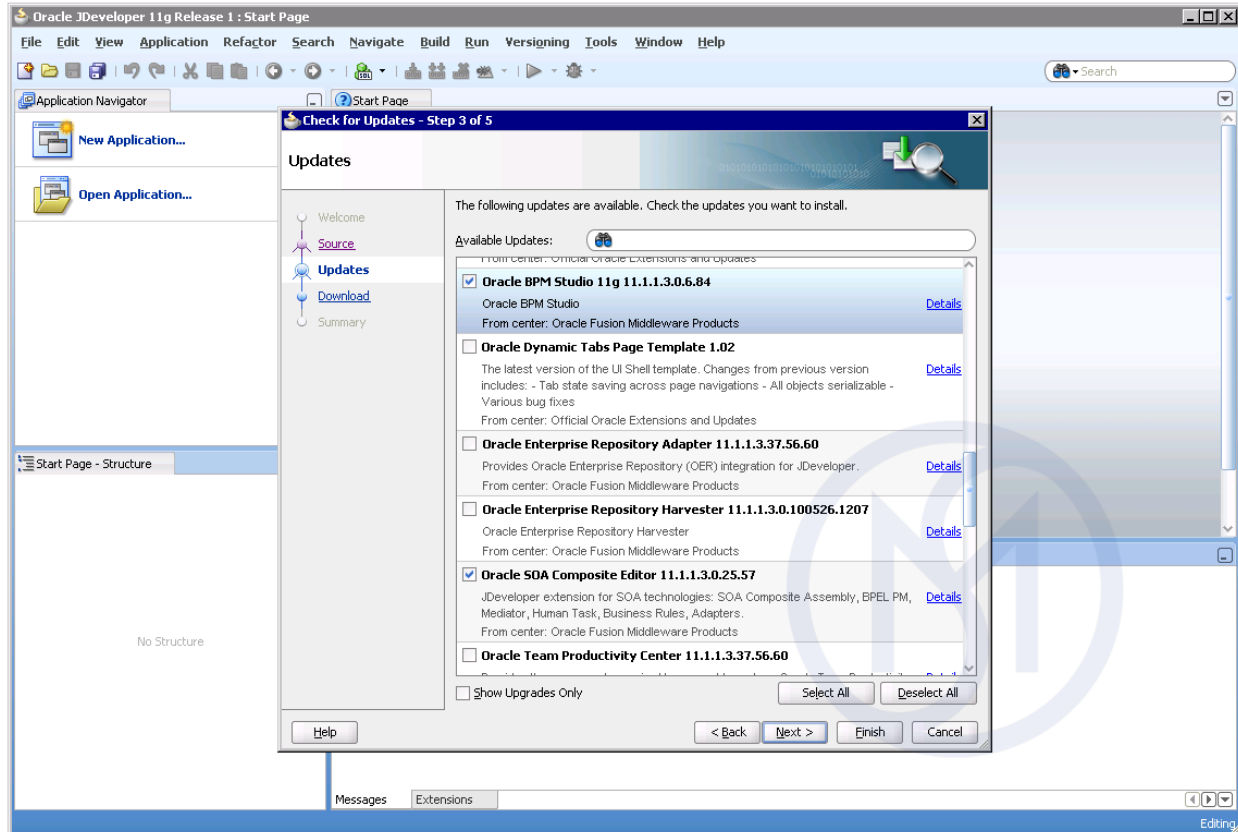 Oracle JDeveloper 11g Release 1 : Start Page
File Edit View Application Refactor Search Navigate Build Run Versioning Tools Window Help
Search
Application Navigator
Start Page
New Application...
Open Application...
Check for Updates - Step 3 of 5
Updates
Welcome
Source
Updates
Download
Summary
The following updates are available. Check the updates you want to install.
Available Updates:
From center: Official Oracle Extensions and Updates
Oracle BPM Studio 11g 11.1.1.3.0.6.84
Oracle BPM Studio Details
From center: Oracle Fusion Middleware Products
Oracle Dynamic Tabs Page Template 1.02
The latest version of the UI Shell template. Changes from previous version Details
includes: - Tab state saving across page navigations - All objects serializable -
Various bug fixes
From center: Official Oracle Extensions and Updates
Oracle Enterprise Repository Adapter 11.1.1.3.37.56.60
Provides Oracle Enterprise Repository (OER) integration for JDeveloper. Details
From center: Oracle Fusion Middleware Products
Oracle Enterprise Repository Harvester 11.1.1.3.0.100526.1207
Oracle Enterprise Repository Harvester Details
From center: Oracle Fusion Middleware Products
Oracle SOA Composite Editor 11.1.1.3.0.25.57
JDeveloper extension for SOA technologies: SOA Composite Assembly, BPEL PM, Details
Mediator, Human Task, Business Rules, Adapters.
From center: Oracle Fusion Middleware Products
Oracle Team Productivity Center 11.1.1.3.37.56.60
Show Upgrades Only Select All Deselect All
Help < Back Next > Finish Cancel
Start Page - Structure
No Structure
Messages Extensions
Editing